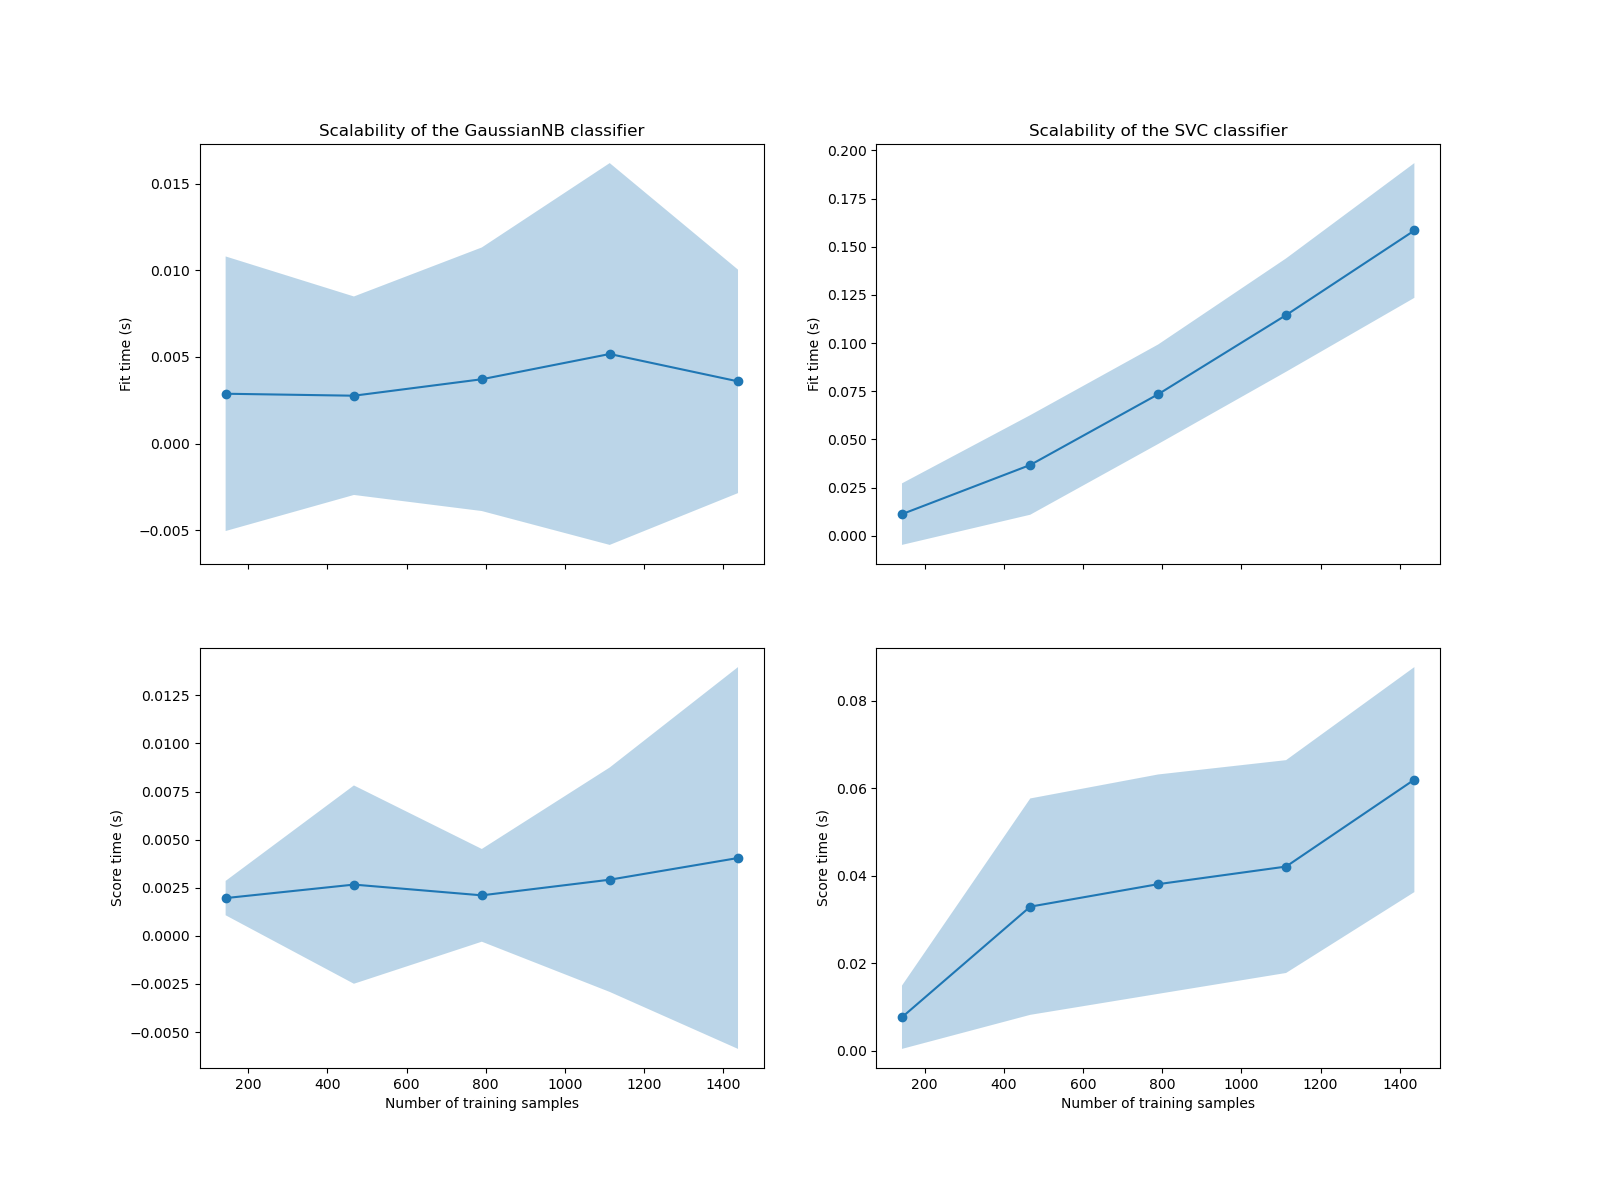 Scalability of the GaussianNB classifier
0.015
0.010
0.005
0.000
−0.005
Fit time (s)
Scalability of the SVC classifier
0.200
0.175
0.150
0.125
0.100
0.075
0.050
0.025
0.000
Fit time (s)
0.0125
0.0100
0.0075
0.0050
0.0025
0.0000
−0.0025
−0.0050
Score time (s)
200 400 600 800 1000 1200 1400
Number of training samples
0.08
0.06
0.04
0.02
0.00
Score time (s)
200 400 600 800 1000 1200 1400
Number of training samples